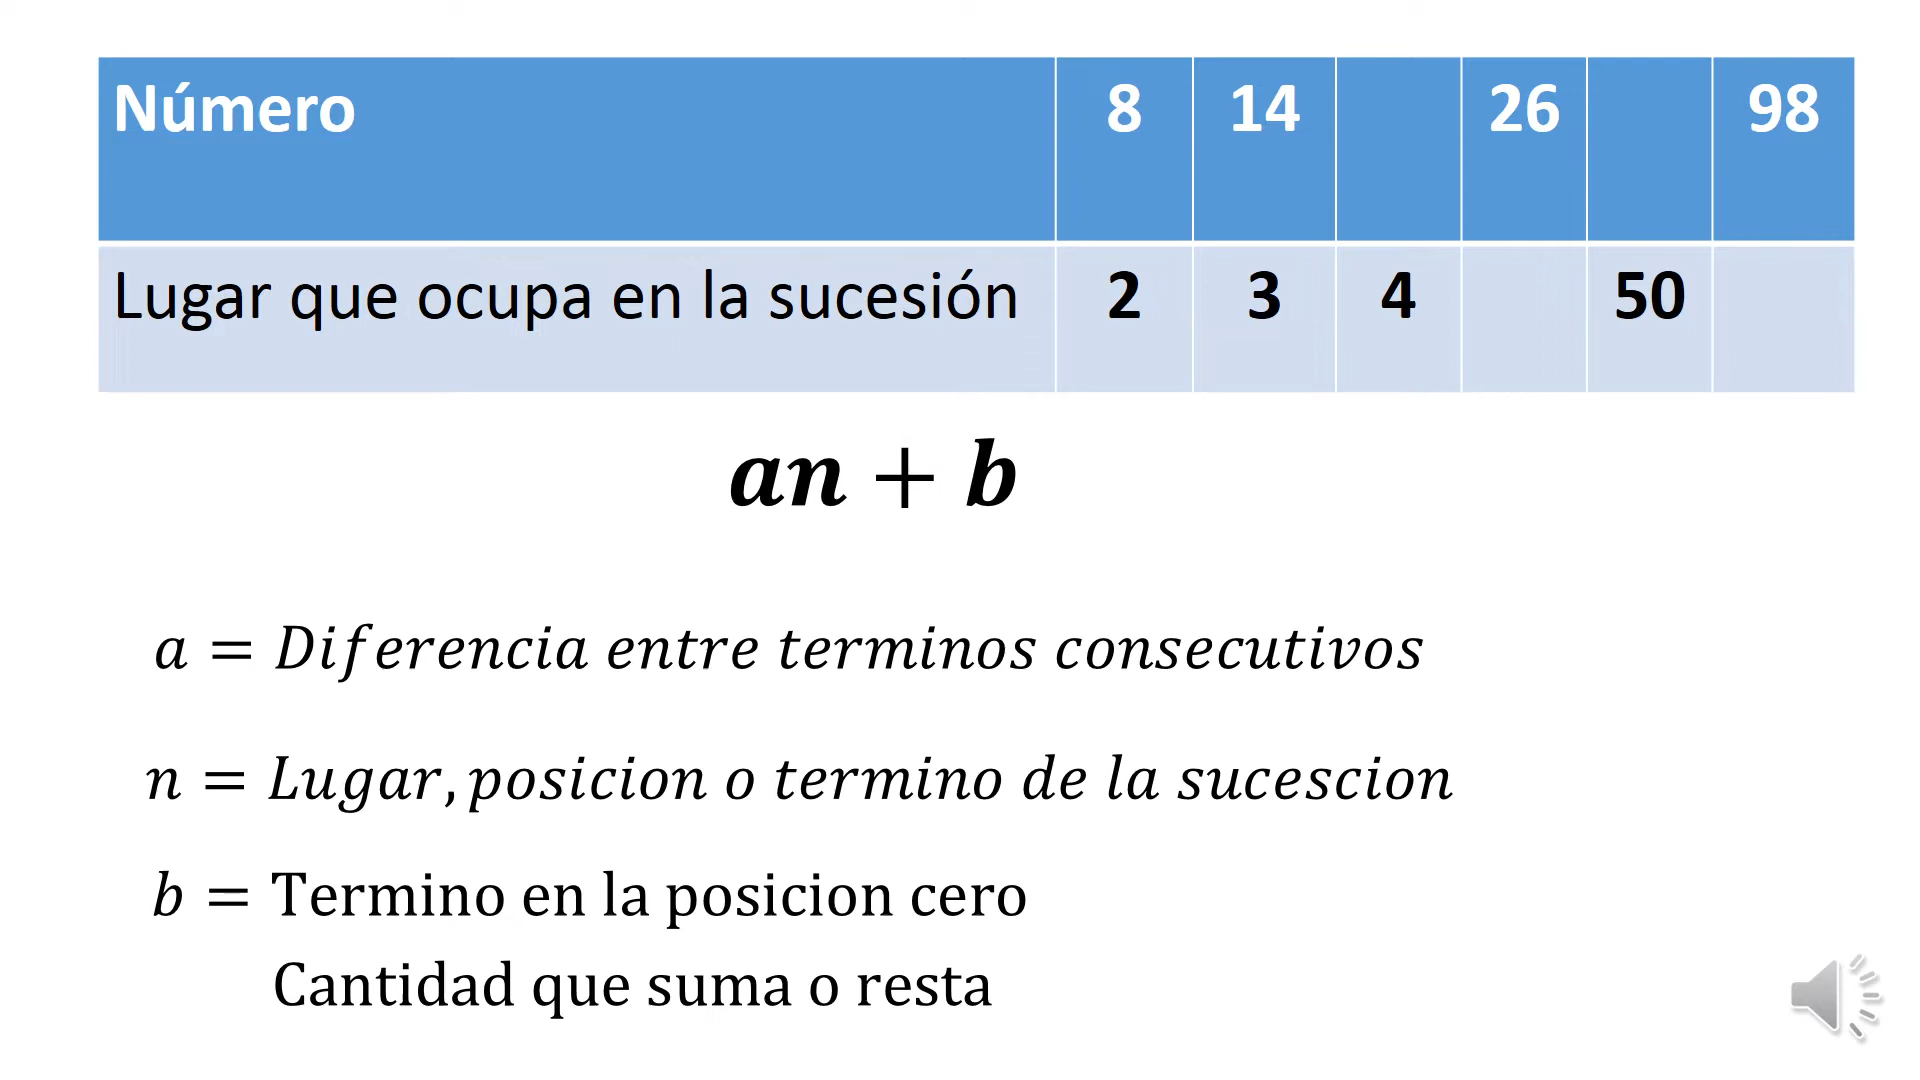 Número 8 14 26 98
Lugar que ocupa en la sucesión 2 3 4 50
an + b
a = Diferencia entre terminos consecutivos
n = Lugar, posicion o termino de la sucescion
b = Termino en la posicion cero
Cantidad que suma o resta